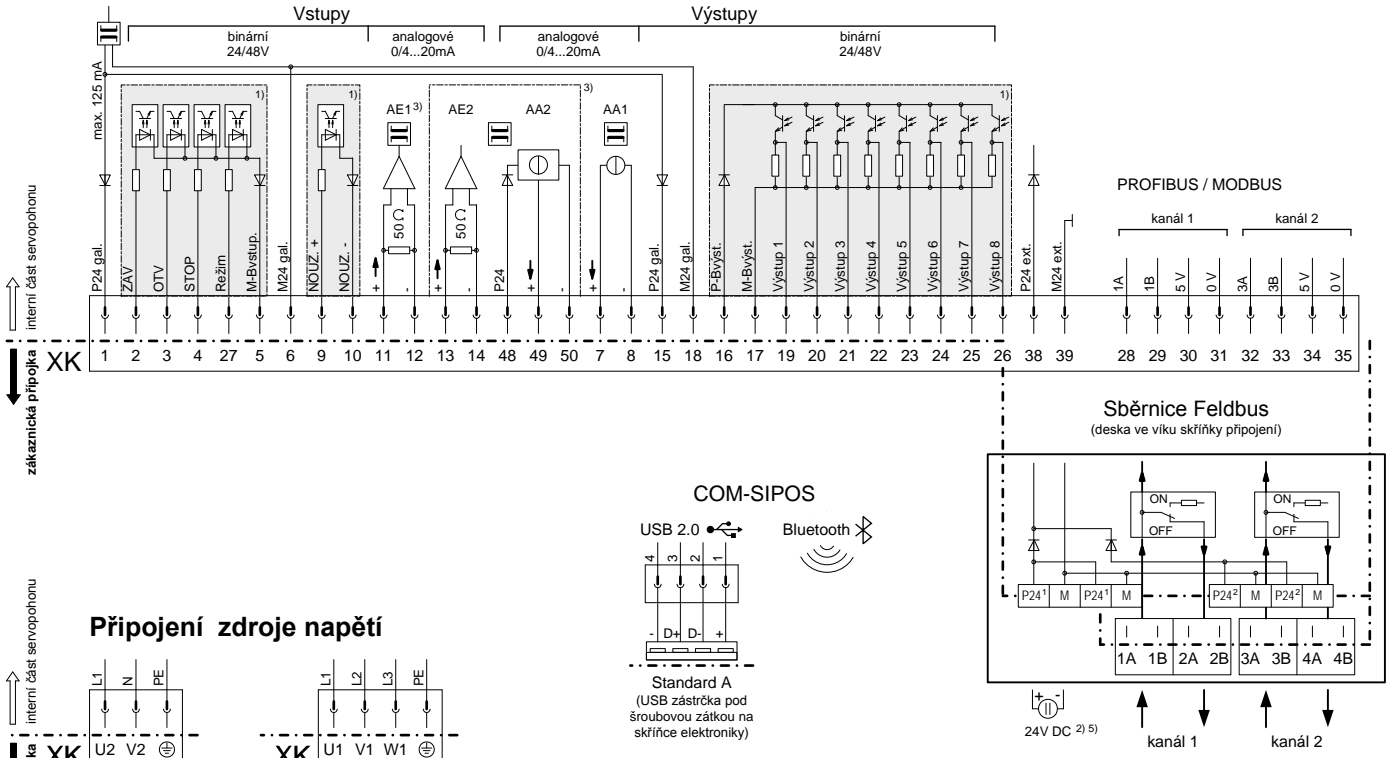 Vstupy
Výstupy
binární
24/48V
analogové
0/4...20mA
analogové
0/4...20mA
binární
24/48V
max. 125 mA
1)
1)
AE1 3)
AE2
AA2
3)
AA1
1)
50 Ω
50 Ω
interní část servopohonu
P24 gal.
ZAV
OTV
STOP
Režim
M-Bvstup.
M24 gal.
NOUZ. +
NOUZ. -
+
-
+
-
P24
+
-
+
-
P24 gal.
M24 gal.
P-Bvýst.
M-Bvýst.
Výstup 1
Výstup 2
Výstup 3
Výstup 4
Výstup 5
Výstup 6
Výstup 7
Výstup 8
P24 ext.
M24 ext.
PROFIBUS / MODBUS
kanál 1
kanál 2
1A
1B
5 V
0 V
3A
3B
5 V
0 V
zákaznická přípojka
XK
1 2 3 4 27 5 6 9 10 11 12 13 14 48 49 50 7 8 15 18 16 17 19 20 21 22 23 24 25 26 38 39 28 29 30 31 32 33 34 35
Sběrnice Feldbus
(deska ve víku skříňky připojení)
ON
OFF
ON
OFF
P24¹ M P24¹ M
P24² M P24² M
1A 1B 2A 2B 3A 3B 4A 4B
+ -
24V DC 2) 5)
kanál 1
kanál 2
COM-SIPOS
USB 2.0
Bluetooth
4 3 2 1
- D+ D- +
Standard A
(USB zástrčka pod
šroubovou zátkou na
skříňce elektroniky)
Připojení zdroje napětí
interní část servopohonu
L1 N PE
XK U2 V2
L1 L2 L3 PE
XK U1 V1 W1
ka